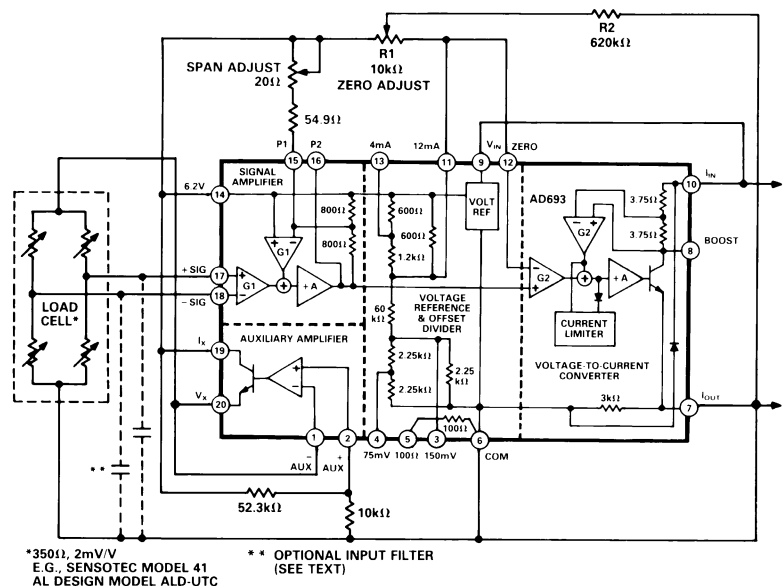 R2
620kΩ
R1
10kΩ
ZERO ADJUST
SPAN ADJUST
20Ω
54.9Ω
P1
P2
4mA
12mA
V_IN
ZERO
15
16
13
11
9
12
SIGNAL
AMPLIFIER
6.2V
14
800Ω
800Ω
600Ω
600Ω
1.2kΩ
VOLT
REF
AD693
3.75Ω
3.75Ω
10
I_IN
8
BOOST
+ −
G1
− +
G2
+ SIG
17
− SIG
18
+
−
G1
+
+ A
−
+
G2
+
+ A
LOAD
CELL*
60
kΩ
VOLTAGE
REFERENCE
& OFFSET
DIVIDER
CURRENT
LIMITER
AUXILIARY AMPLIFIER
I_X
19
V_X
20
+
−
2.25kΩ
2.25kΩ
2.25
kΩ
VOLTAGE-TO-CURRENT
CONVERTER
3kΩ
7
I_OUT
100Ω
1
2
4
5
3
6
− AUX
+ AUX
75mV
100Ω
150mV
COM
* *
52.3kΩ
10kΩ
*350Ω, 2mV/V
E.G., SENSOTEC MODEL 41
AL DESIGN MODEL ALD-UTC
* * OPTIONAL INPUT FILTER
(SEE TEXT)